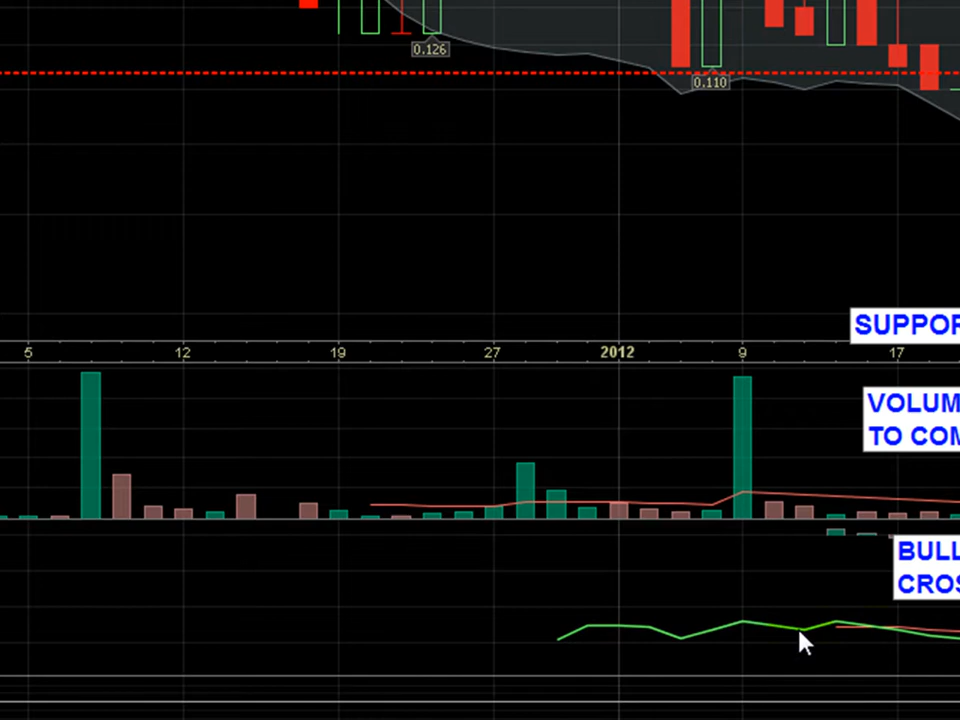 0.126
0.110
SUPPOR
5 12 19 27 2012 9 17
VOLUM
TO COM
BULL
CROS